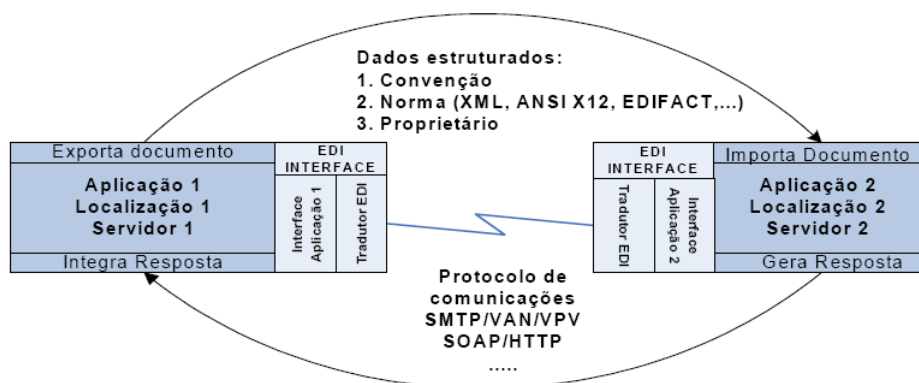 Dados estruturados:
1. Convenção
2. Norma (XML, ANSI X12, EDIFACT,...)
3. Proprietário
Exporta documento
Aplicação 1
Localização 1
Servidor 1
Integra Resposta
EDI
INTERFACE
Interface
Aplicação 1
Tradutor EDI
EDI
INTERFACE
Tradutor EDI
Interface
Aplicação 2
Importa Documento
Aplicação 2
Localização 2
Servidor 2
Gera Resposta
Protocolo de
comunicações
SMTP/VAN/VPV
SOAP/HTTP
.....